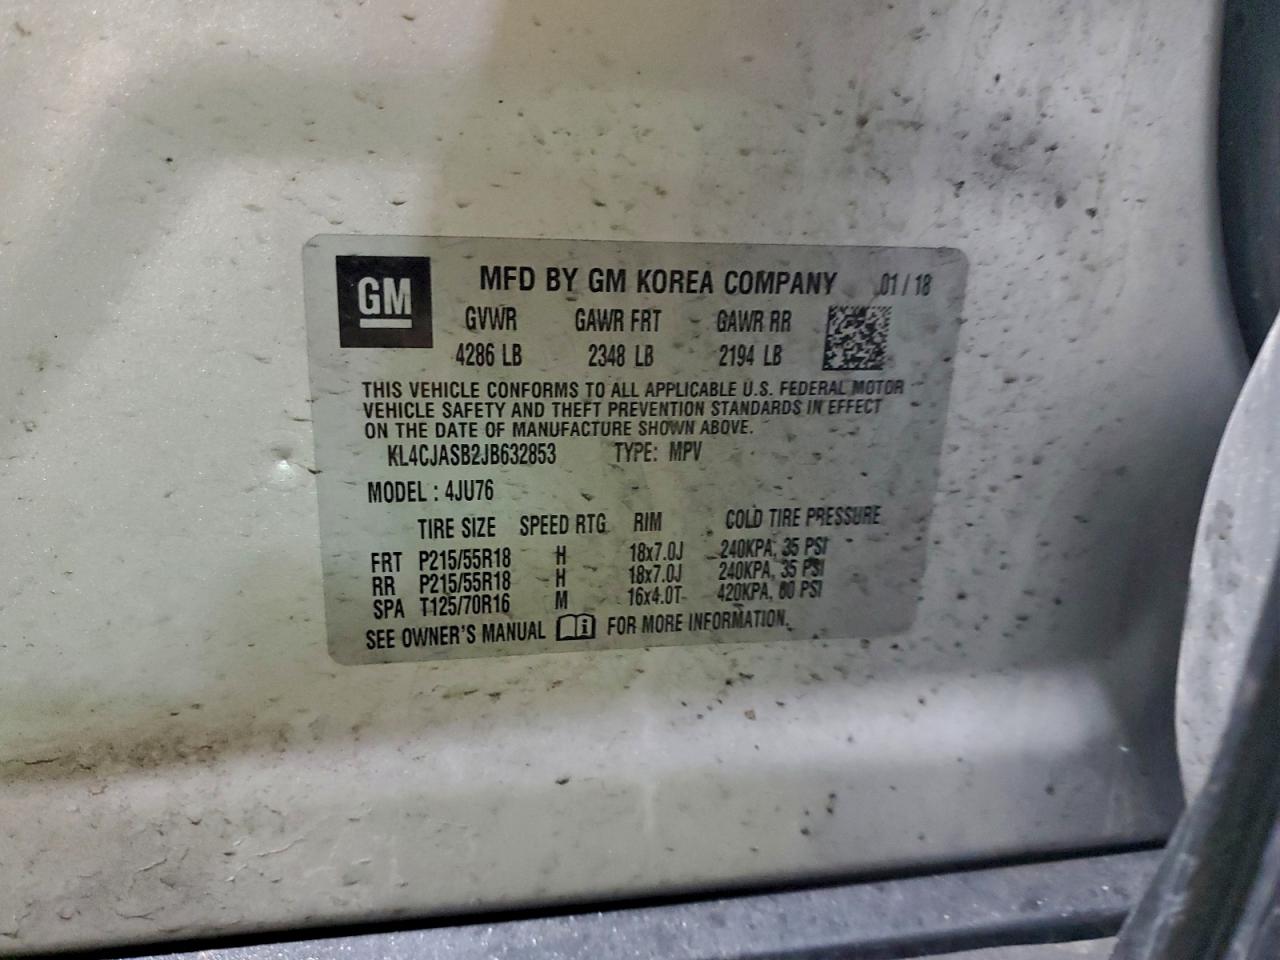 GM
MFD BY GM KOREA COMPANY 01/18
GVWR GAWR FRT GAWR RR
4286 LB 2348 LB 2194 LB
THIS VEHICLE CONFORMS TO ALL APPLICABLE U.S. FEDERAL MOTOR
VEHICLE SAFETY AND THEFT PREVENTION STANDARDS IN EFFECT
ON THE DATE OF MANUFACTURE SHOWN ABOVE.
KL4CJASB2JB632853 TYPE: MPV
MODEL : 4JU76
TIRE SIZE SPEED RTG RIM COLD TIRE PRESSURE
FRT P215/55R18 H 18x7.0J 240KPA, 35 PSI
RR P215/55R18 H 18x7.0J 240KPA, 35 PSI
SPA T125/70R16 M 16x4.0T 420KPA, 60 PSI
SEE OWNER'S MANUAL FOR MORE INFORMATION.